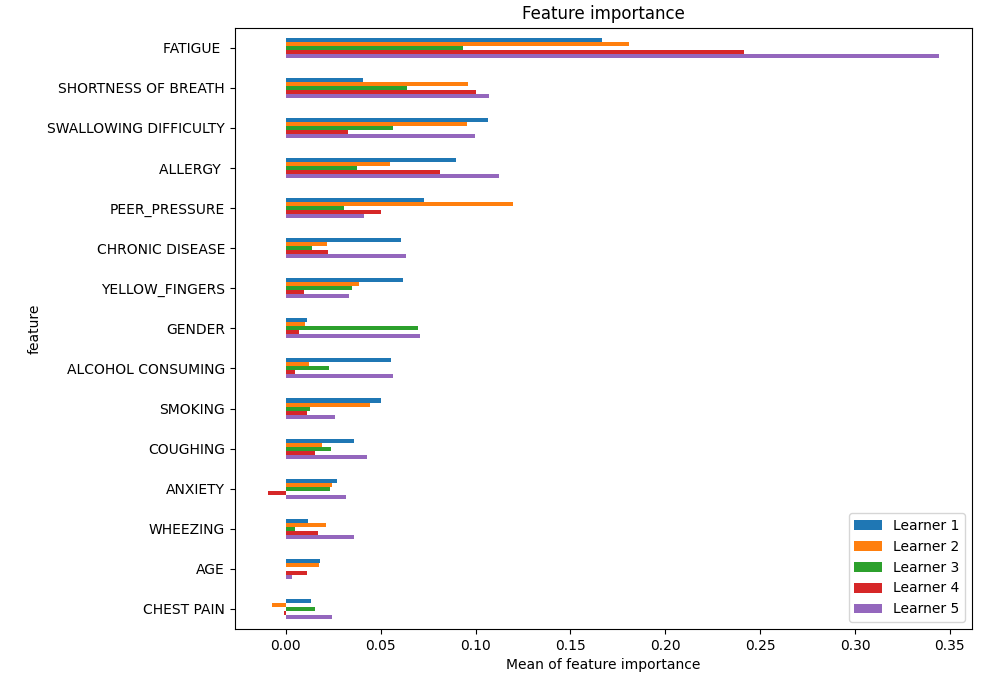 Feature importance
FATIGUE
SHORTNESS OF BREATH
SWALLOWING DIFFICULTY
ALLERGY
PEER_PRESSURE
CHRONIC DISEASE
YELLOW_FINGERS
GENDER
ALCOHOL CONSUMING
SMOKING
COUGHING
ANXIETY
WHEEZING
AGE
CHEST PAIN
feature
Learner 1
Learner 2
Learner 3
Learner 4
Learner 5
0.00 0.05 0.10 0.15 0.20 0.25 0.30 0.35
Mean of feature importance